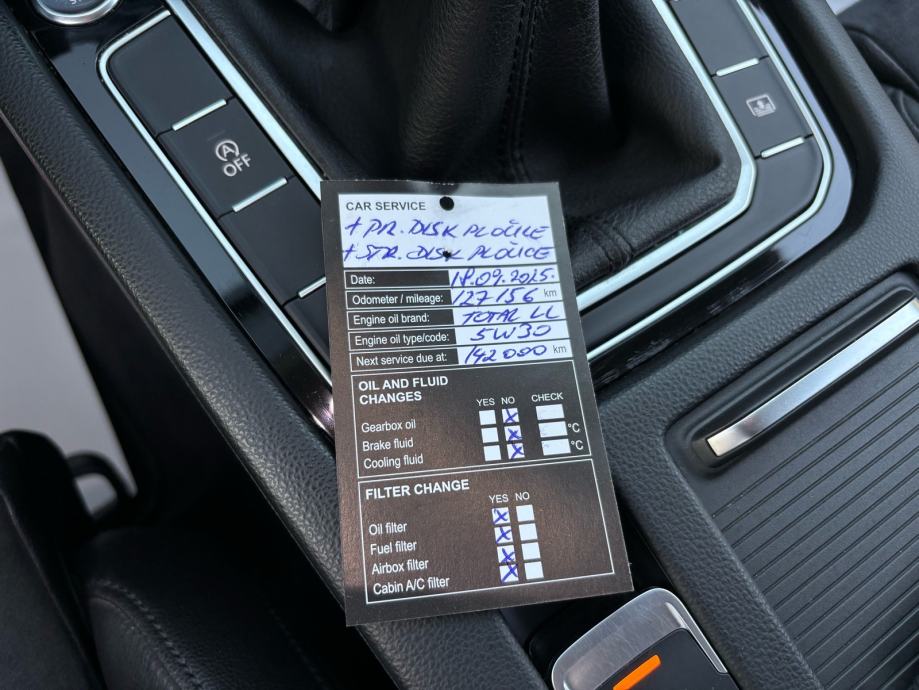 A OFF
CAR SERVICE
+ PR. DISK PLOČICE
+ STR. DISK PLOČICE
Date: 18.09.2025.
Odometer / mileage: 127156 km
Engine oil brand: TOTAL LL
Engine oil type/code: 5W30
Next service due at: 142000 km
OIL AND FLUID
CHANGES
YES NO CHECK
Gearbox oil
Brake fluid °C
Cooling fluid °C
FILTER CHANGE
YES NO
Oil filter
Fuel filter
Airbox filter
Cabin A/C filter